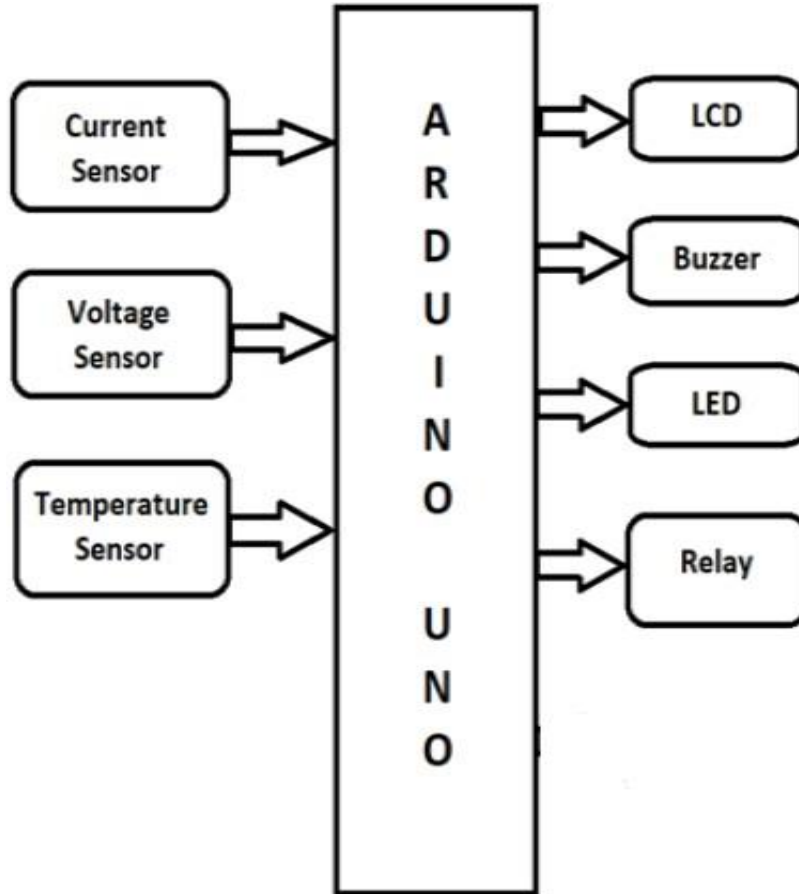 Current
Sensor
Voltage
Sensor
Temperature
Sensor
A
R
D
U
I
N
O
U
N
O
LCD
Buzzer
LED
Relay